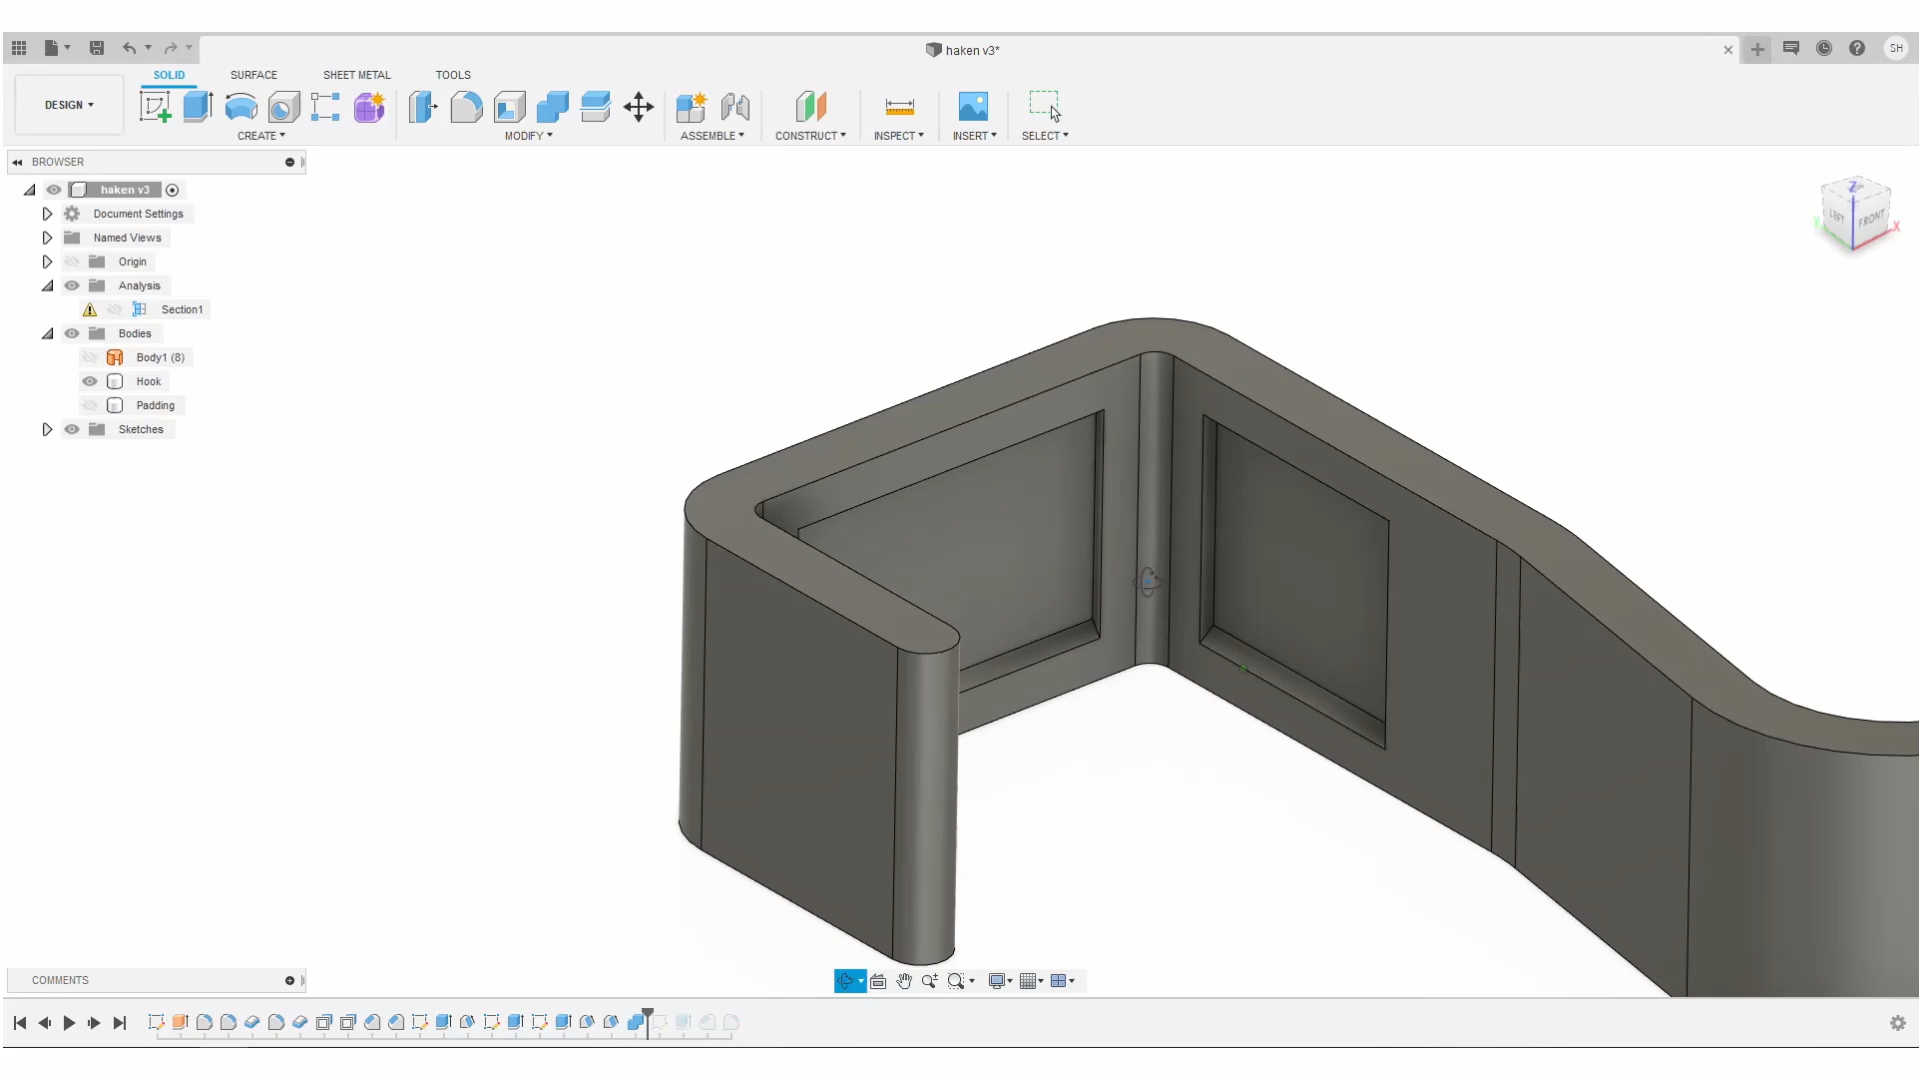 haken v3*
SH
DESIGN
SOLID
SURFACE
SHEET METAL
TOOLS
CREATE
MODIFY
ASSEMBLE
CONSTRUCT
INSPECT
INSERT
SELECT
BROWSER
haken v3
Document Settings
Named Views
Origin
Analysis
Section1
Bodies
Body1 (8)
Hook
Padding
Sketches
Z
LEFT
FRONT
Y
X
COMMENTS